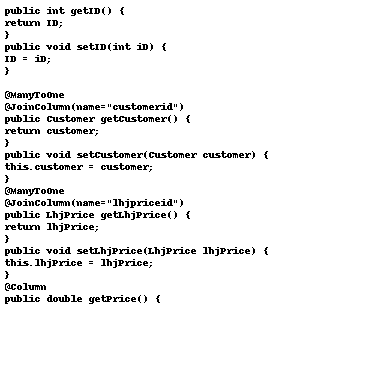 public int getID() {
return ID;
}
public void setID(int iD) {
ID = iD;
}
@ManyToOne
@JoinColumn(name="customerid")
public Customer getCustomer() {
return customer;
}
public void setCustomer(Customer customer) {
this.customer = customer;
}
@ManyToOne
@JoinColumn(name="lhjpriceid")
public LhjPrice getLhjPrice() {
return lhjPrice;
}
public void setLhjPrice(LhjPrice lhjPrice) {
this.lhjPrice = lhjPrice;
}
@Column
public double getPrice() {